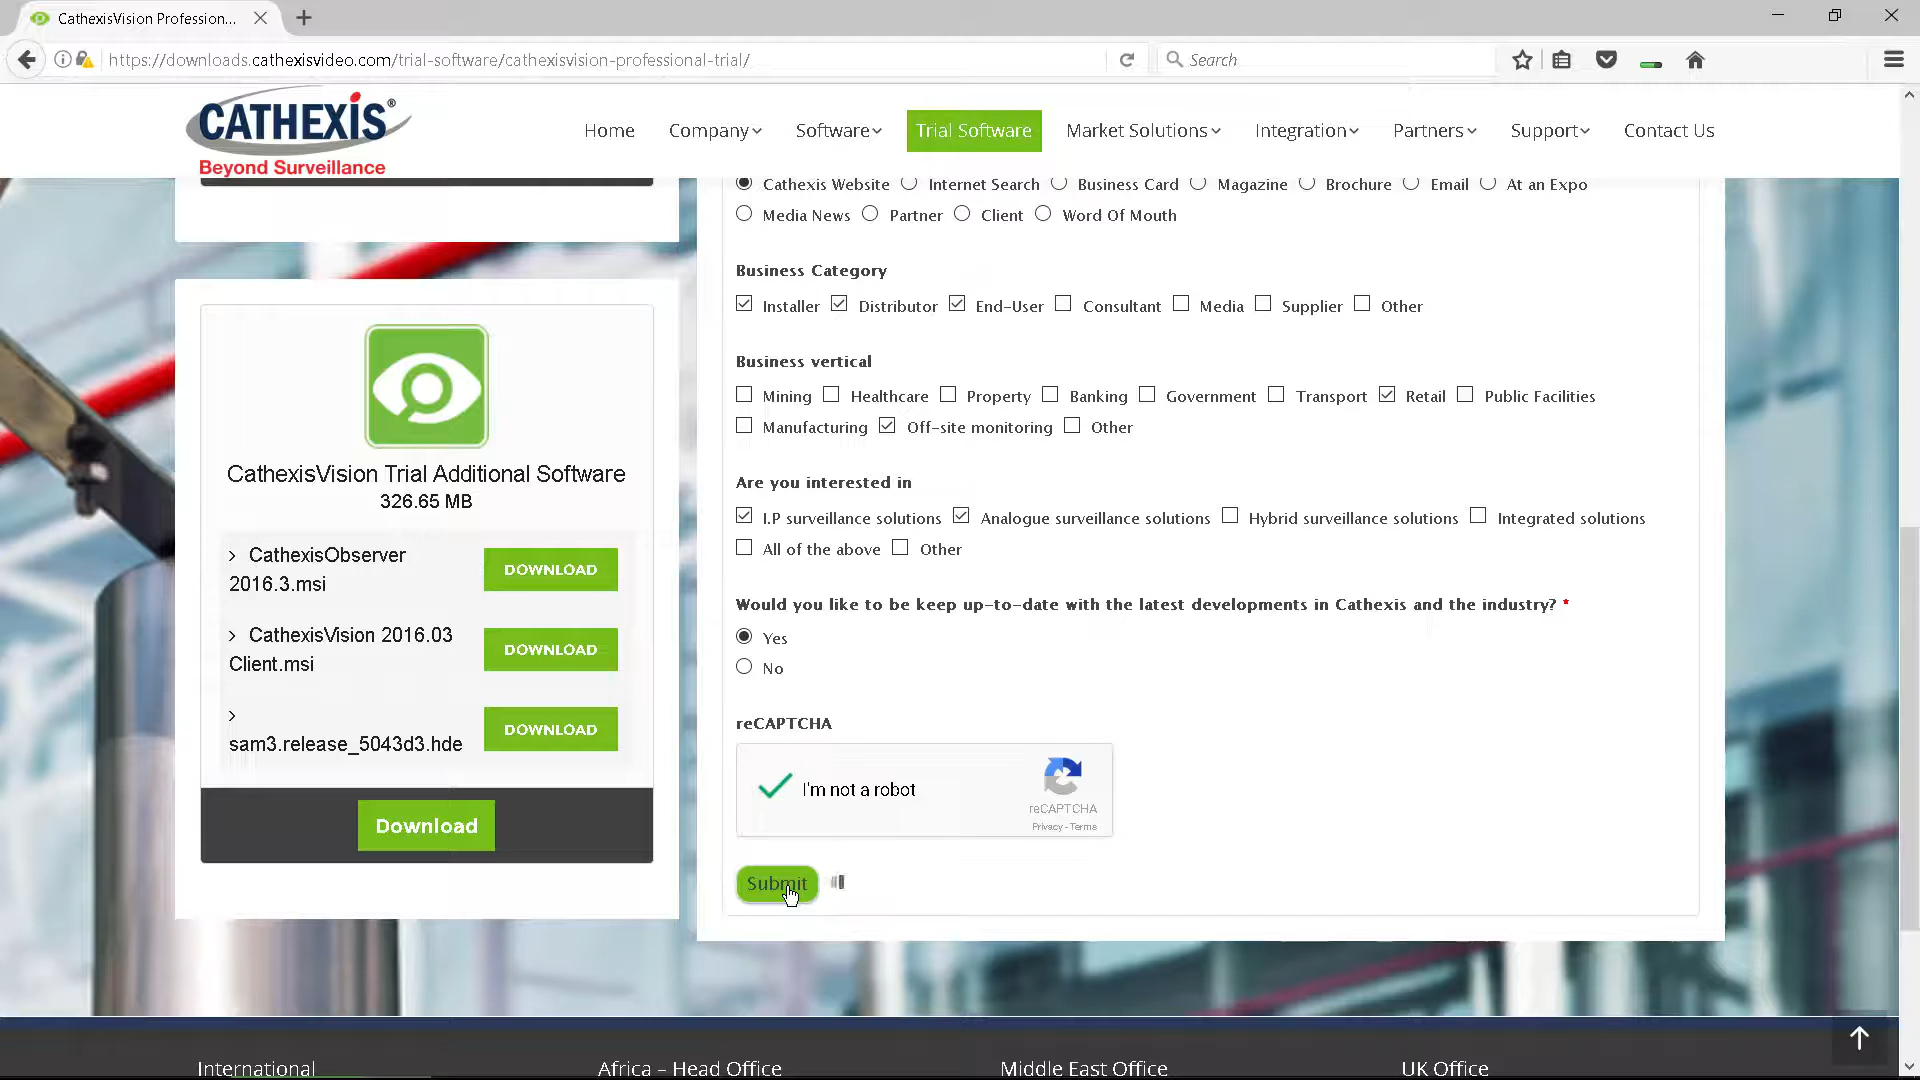 CathexisVision Profession...
https://downloads.cathexisvideo.com/trial-software/cathexisvision-professional-trial/
Search
CATHEXIS®
Beyond Surveillance
Home
Company
Software
Trial Software
Market Solutions
Integration
Partners
Support
Contact Us
Cathexis Website Internet Search Business Card Magazine Brochure Email At an Expo
Media News Partner Client Word Of Mouth
Business Category
Installer Distributor End-User Consultant Media Supplier Other
Business vertical
Mining Healthcare Property Banking Government Transport Retail Public Facilities
Manufacturing Off-site monitoring Other
Are you interested in
I.P surveillance solutions Analogue surveillance solutions Hybrid surveillance solutions Integrated solutions
All of the above Other
Would you like to be keep up-to-date with the latest developments in Cathexis and the industry? *
Yes
No
reCAPTCHA
I'm not a robot
reCAPTCHA
Privacy - Terms
Submit
CathexisVision Trial Additional Software
326.65 MB
CathexisObserver
2016.3.msi
DOWNLOAD
CathexisVision 2016.03
Client.msi
DOWNLOAD
sam3.release_5043d3.hde
DOWNLOAD
Download
International
Africa – Head Office
Middle East Office
UK Office